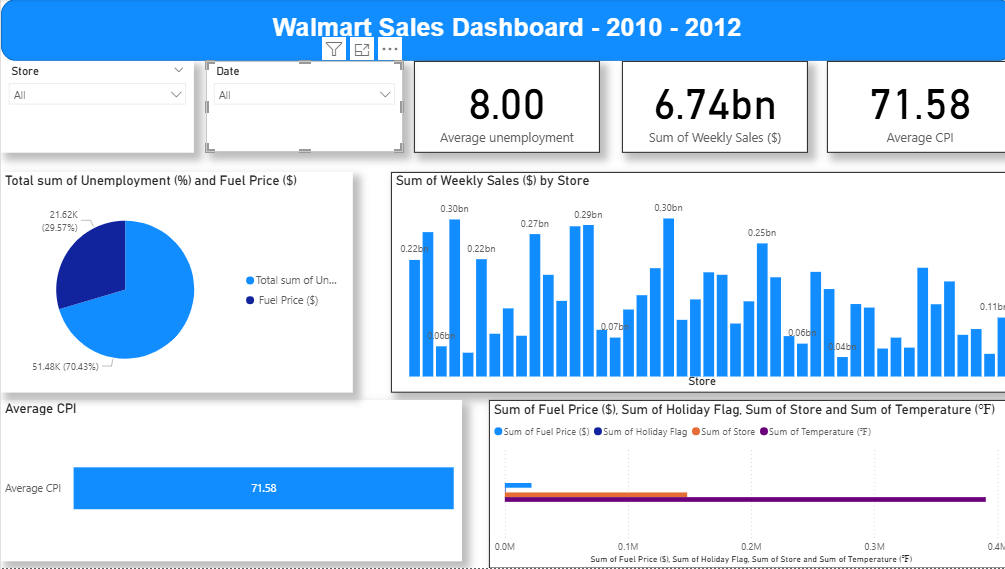 Walmart Sales Dashboard - 2010 - 2012
Store
All
Date
All
8.00
Average unemployment
6.74bn
Sum of Weekly Sales ($)
71.58
Average CPI
Total sum of Unemployment (%) and Fuel Price ($)
21.62K
(29.57%)
51.48K (70.43%)
Total sum of Un...
Fuel Price ($)
Sum of Weekly Sales ($) by Store
0.22bn
0.06bn
0.30bn
0.22bn
0.27bn
0.29bn
0.07bn
0.30bn
0.25bn
0.06bn
0.04bn
0.11bn
Store
Average CPI
Average CPI
71.58
Sum of Fuel Price ($), Sum of Holiday Flag, Sum of Store and Sum of Temperature (°F)
Sum of Fuel Price ($) Sum of Holiday Flag Sum of Store Sum of Temperature (°F)
0.0M 0.1M 0.2M 0.3M 0.4M
Sum of Fuel Price ($), Sum of Holiday Flag, Sum of Store and Sum of Temperature (°F)